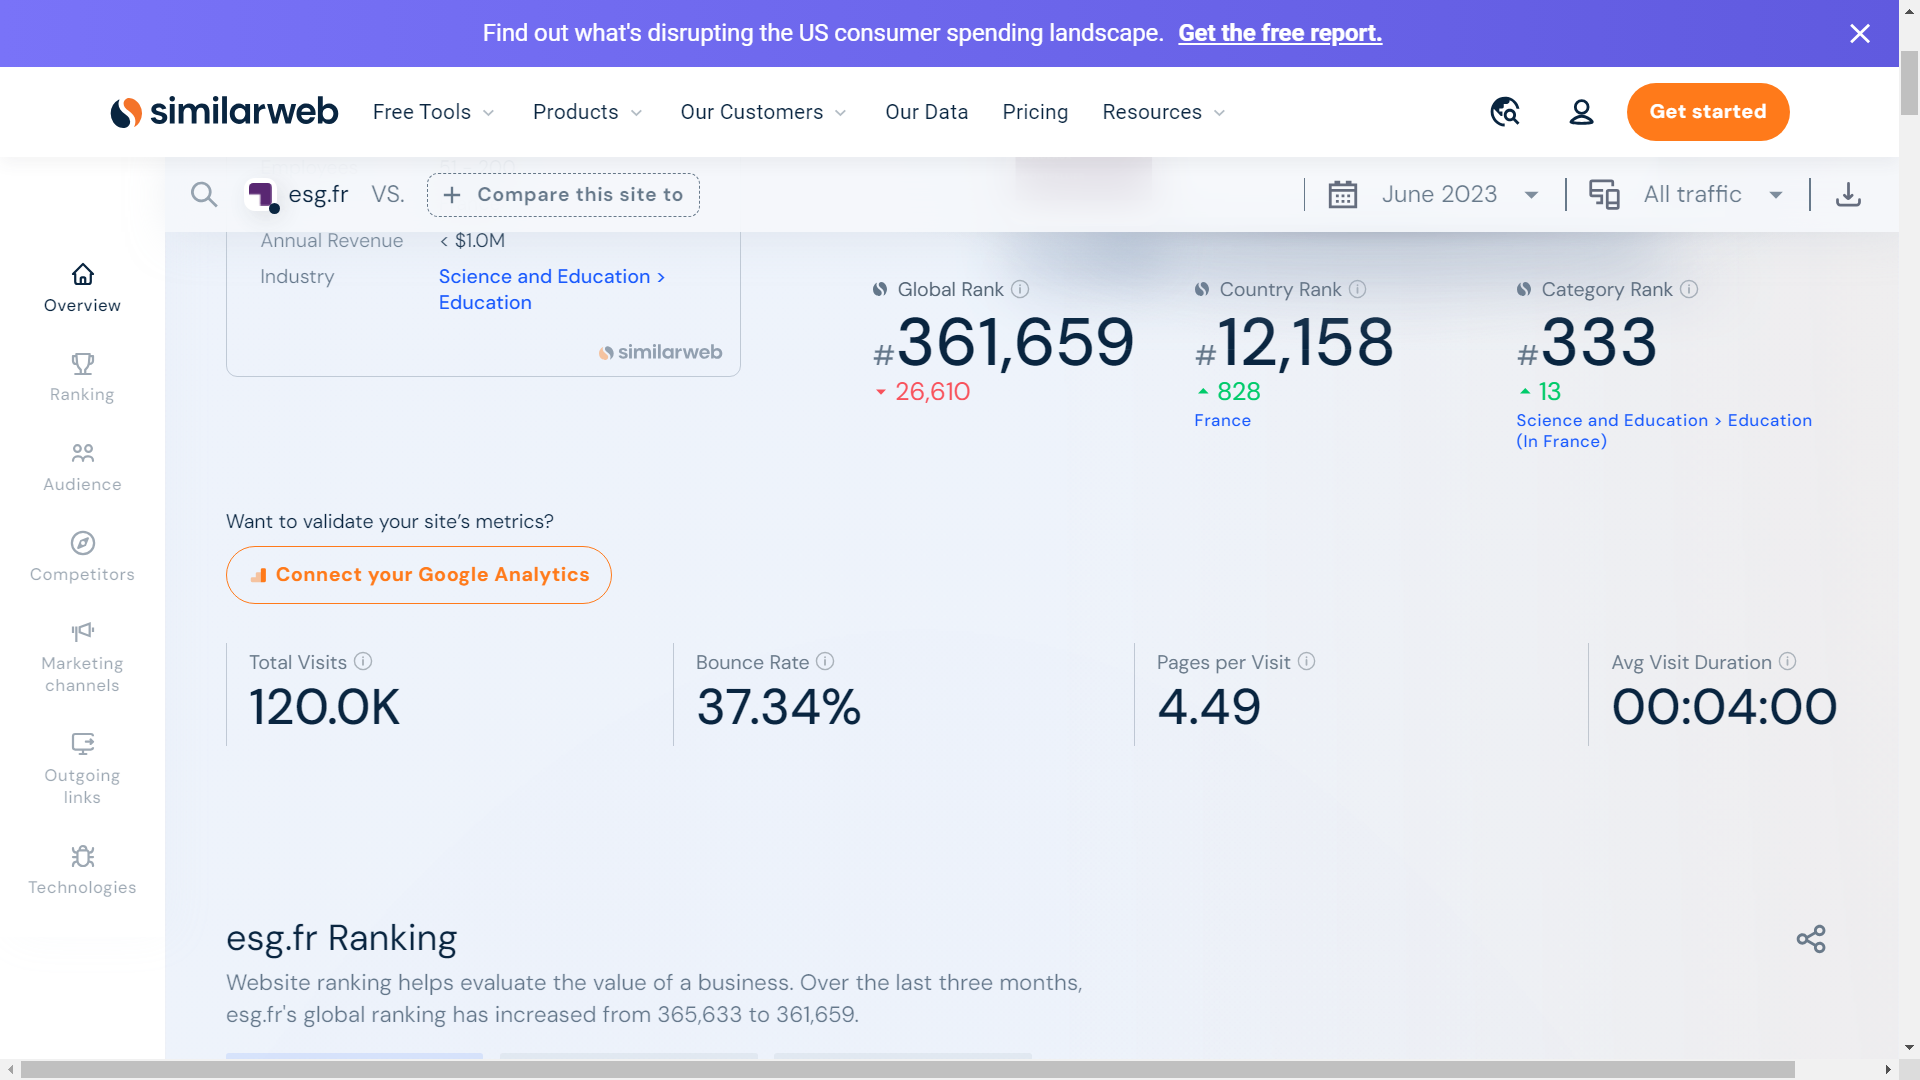 Find out what's disrupting the US consumer spending landscape. Get the free report.
similarweb
Free Tools
Products
Our Customers
Our Data
Pricing
Resources
Get started
esg.fr
VS.
+ Compare this site to
June 2023
All traffic
Annual Revenue
< $1.0M
Industry
Science and Education >
Education
similarweb
Overview
Ranking
Audience
Competitors
Marketing
channels
Outgoing
links
Technologies
Global Rank
#361,659
26,610
Country Rank
#12,158
828
France
Category Rank
#333
13
Science and Education > Education
(In France)
Want to validate your site’s metrics?
Connect your Google Analytics
Total Visits
120.0K
Bounce Rate
37.34%
Pages per Visit
4.49
Avg Visit Duration
00:04:00
esg.fr Ranking
Website ranking helps evaluate the value of a business. Over the last three months,
esg.fr's global ranking has increased from 365,633 to 361,659.